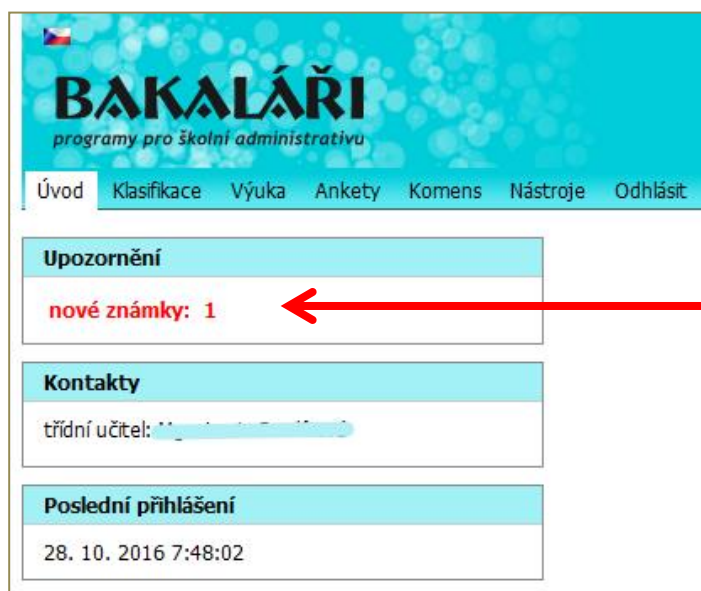 BAKALÁŘI
programy pro školní administrativu
Úvod Klasifikace Výuka Ankety Komens Nástroje Odhlásit
Upozornění
nové známky: 1
Kontakty
třídní učitel:
Poslední přihlášení
28. 10. 2016 7:48:02